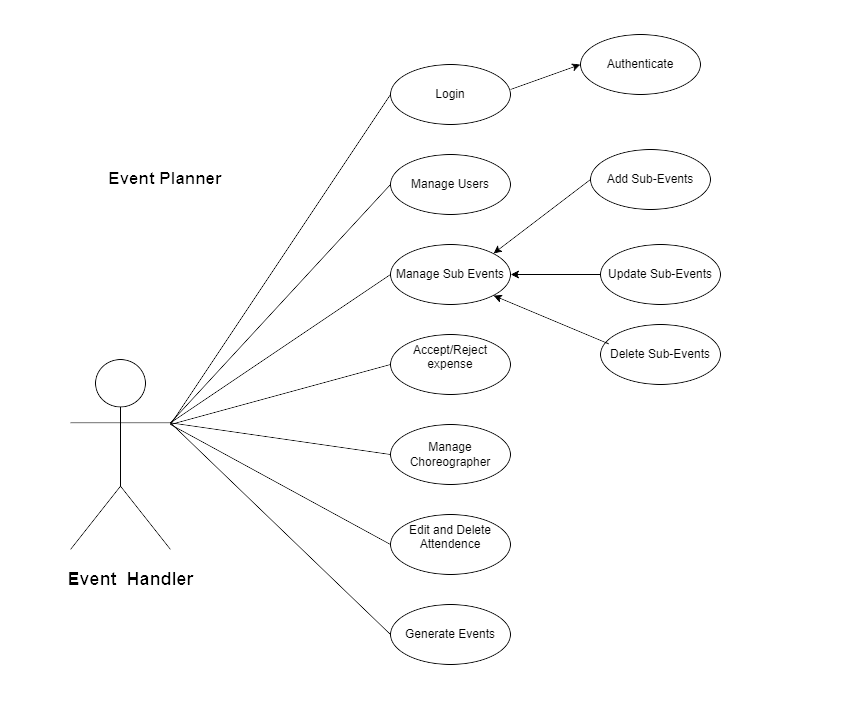 Authenticate
Login
Event Planner
Manage Users
Add Sub-Events
Manage Sub Events
Update Sub-Events
Accept/Reject
expense
Delete Sub-Events
Manage
Choreographer
Edit and Delete
Attendence
Event Handler
Generate Events